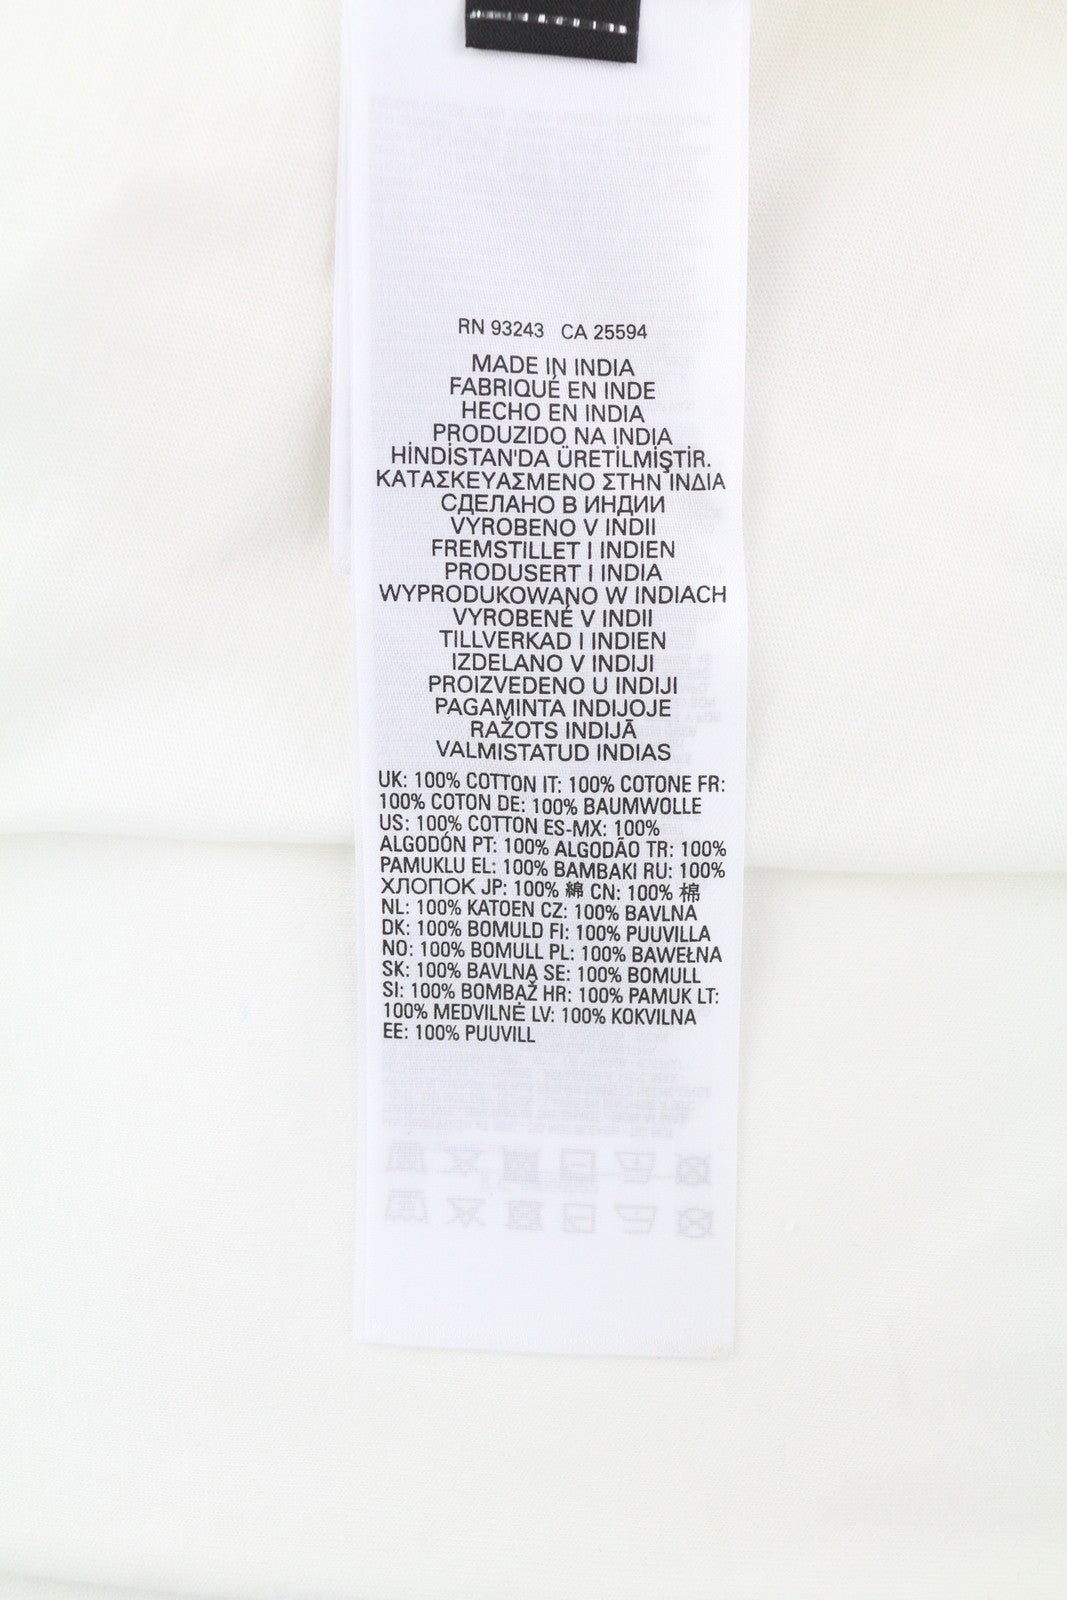 RN 93243 CA 25594
MADE IN INDIA
FABRIQUÉ EN INDE
HECHO EN INDIA
PRODUZIDO NA INDIA
HİNDİSTAN'DA ÜRETİLMİŞTİR.
ΚΑΤΑΣΚΕΥΑΣΜΕΝΟ ΣΤΗΝ ΙΝΔΙΑ
СДЕЛАНО В ИНДИИ
VYROBENO V INDII
FREMSTILLET I INDIEN
PRODUSERT I INDIA
WYPRODUKOWANO W INDIACH
VYROBENÉ V INDII
TILLVERKAD I INDIEN
IZDELANO V INDIJI
PROIZVEDENO U INDIJI
PAGAMINTA INDIJOJE
RAŽOTS INDIJĀ
VALMISTATUD INDIAS
UK: 100% COTTON IT: 100% COTONE FR:
100% COTON DE: 100% BAUMWOLLE
US: 100% COTTON ES-MX: 100%
ALGODÓN PT: 100% ALGODÃO TR: 100%
PAMUKLU EL: 100% BAMBAKI RU: 100%
ХЛОПОК JP: 100% 綿 CN: 100% 棉
NL: 100% KATOEN CZ: 100% BAVLNA
DK: 100% BOMULD FI: 100% PUUVILLA
NO: 100% BOMULL PL: 100% BAWEŁNA
SK: 100% BAVLNA SE: 100% BOMULL
SI: 100% BOMBAŽ HR: 100% PAMUK LT:
100% MEDVILNĖ LV: 100% KOKVILNA
EE: 100% PUUVILL